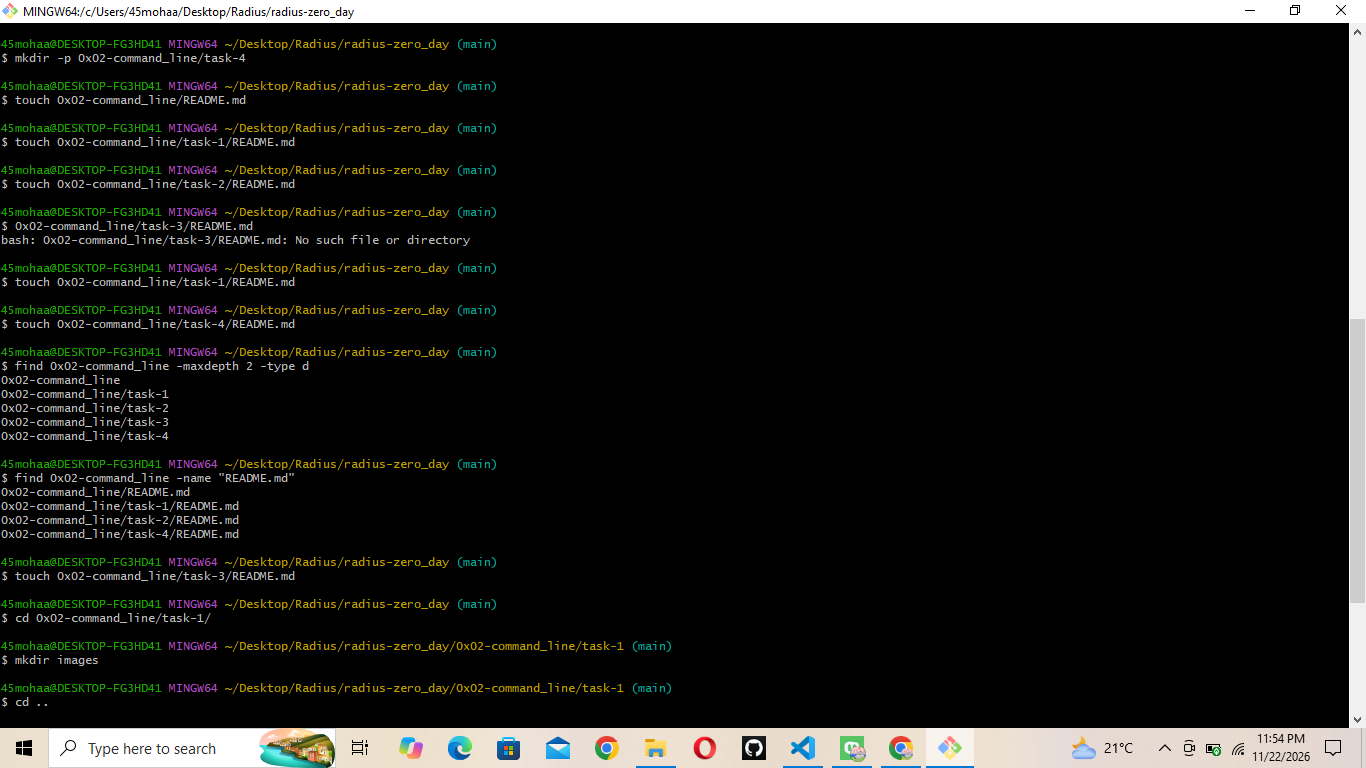 MINGW64:/c/Users/45mohaa/Desktop/Radius/radius-zero_day
45mohaa@DESKTOP-FG3HD41 MINGW64 ~/Desktop/Radius/radius-zero_day (main)
$ mkdir -p 0x02-command_line/task-4
45mohaa@DESKTOP-FG3HD41 MINGW64 ~/Desktop/Radius/radius-zero_day (main)
$ touch 0x02-command_line/README.md
45mohaa@DESKTOP-FG3HD41 MINGW64 ~/Desktop/Radius/radius-zero_day (main)
$ touch 0x02-command_line/task-1/README.md
45mohaa@DESKTOP-FG3HD41 MINGW64 ~/Desktop/Radius/radius-zero_day (main)
$ touch 0x02-command_line/task-2/README.md
45mohaa@DESKTOP-FG3HD41 MINGW64 ~/Desktop/Radius/radius-zero_day (main)
$ 0x02-command_line/task-3/README.md
bash: 0x02-command_line/task-3/README.md: No such file or directory
45mohaa@DESKTOP-FG3HD41 MINGW64 ~/Desktop/Radius/radius-zero_day (main)
$ touch 0x02-command_line/task-1/README.md
45mohaa@DESKTOP-FG3HD41 MINGW64 ~/Desktop/Radius/radius-zero_day (main)
$ touch 0x02-command_line/task-4/README.md
45mohaa@DESKTOP-FG3HD41 MINGW64 ~/Desktop/Radius/radius-zero_day (main)
$ find 0x02-command_line -maxdepth 2 -type d
0x02-command_line
0x02-command_line/task-1
0x02-command_line/task-2
0x02-command_line/task-3
0x02-command_line/task-4
45mohaa@DESKTOP-FG3HD41 MINGW64 ~/Desktop/Radius/radius-zero_day (main)
$ find 0x02-command_line -name "README.md"
0x02-command_line/README.md
0x02-command_line/task-1/README.md
0x02-command_line/task-2/README.md
0x02-command_line/task-4/README.md
45mohaa@DESKTOP-FG3HD41 MINGW64 ~/Desktop/Radius/radius-zero_day (main)
$ touch 0x02-command_line/task-3/README.md
45mohaa@DESKTOP-FG3HD41 MINGW64 ~/Desktop/Radius/radius-zero_day (main)
$ cd 0x02-command_line/task-1/
45mohaa@DESKTOP-FG3HD41 MINGW64 ~/Desktop/Radius/radius-zero_day/0x02-command_line/task-1 (main)
$ mkdir images
45mohaa@DESKTOP-FG3HD41 MINGW64 ~/Desktop/Radius/radius-zero_day/0x02-command_line/task-1 (main)
$ cd ..
Type here to search
21°C
11:54 PM
11/22/2026